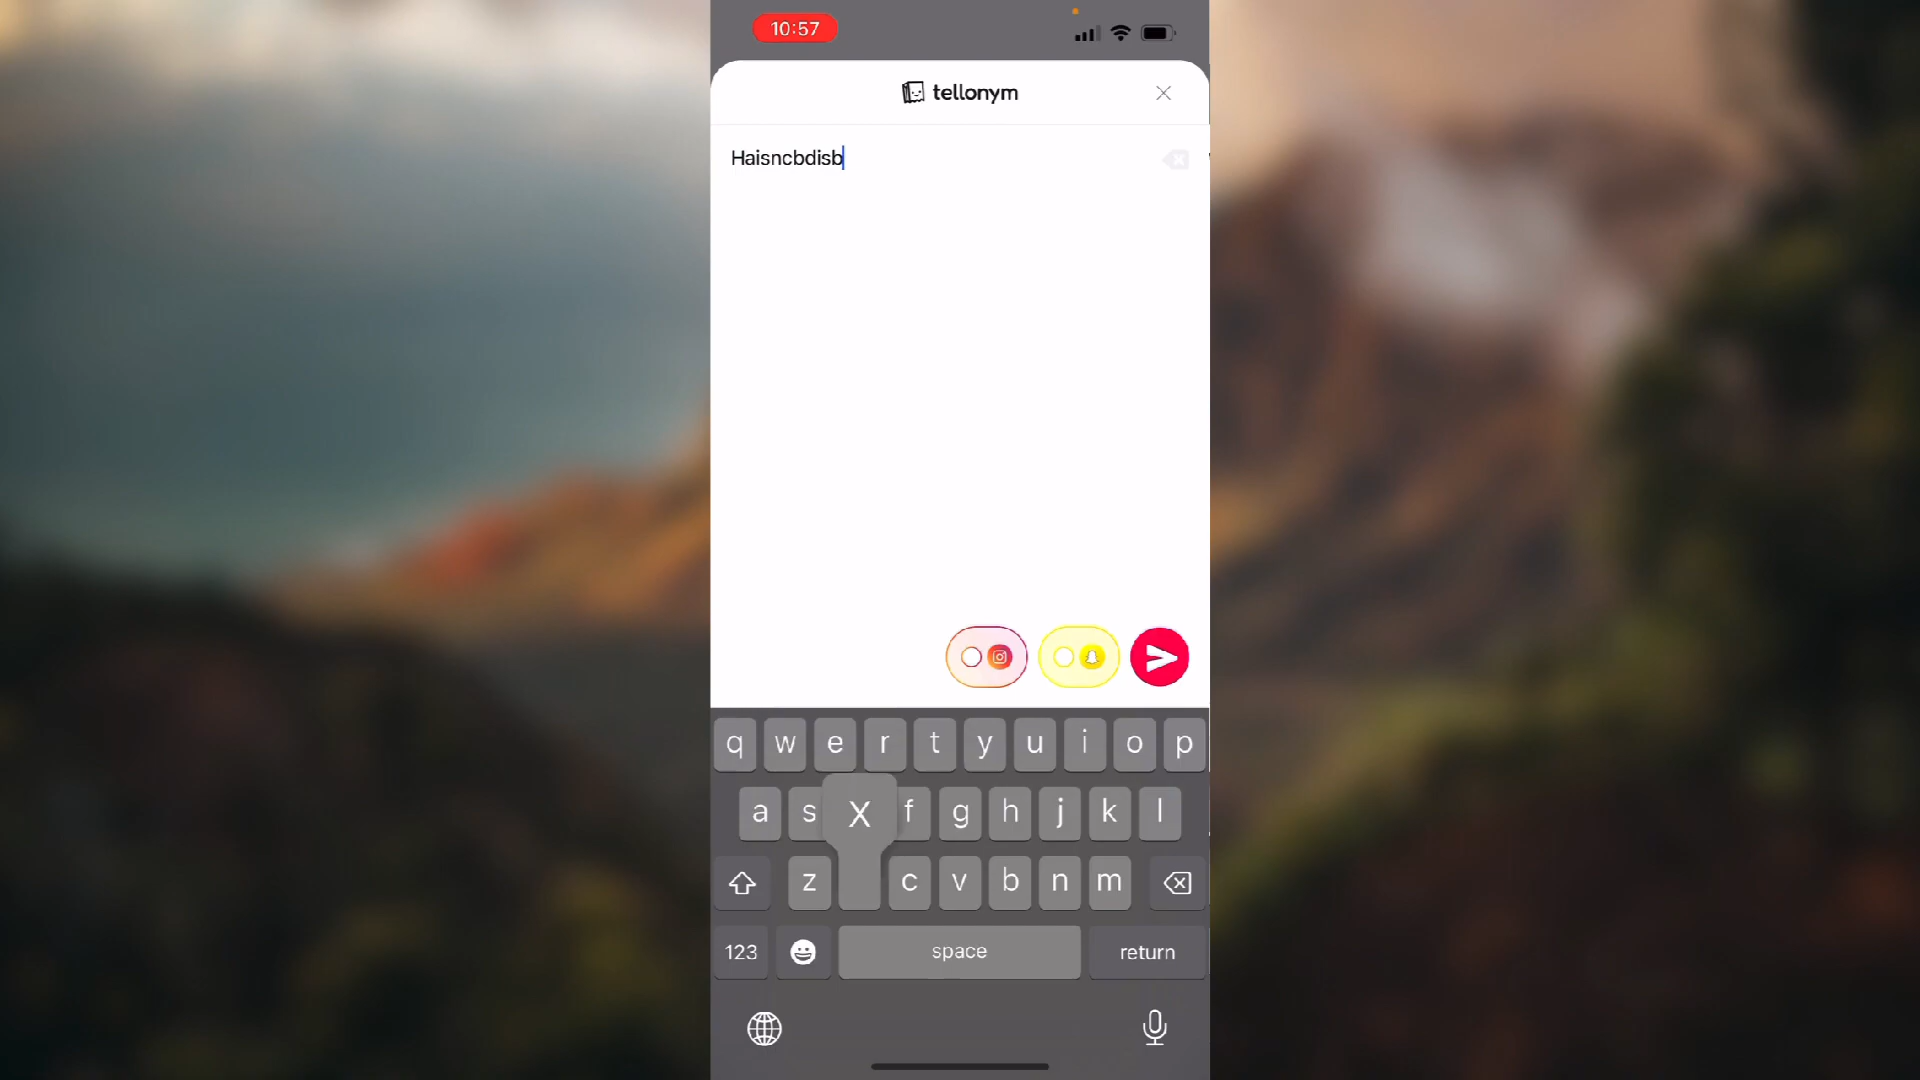 10:57
tellonym
Haisncbdisb
q w e r t y u i o p
a s X f g h j k l
z c v b n m
123 space return